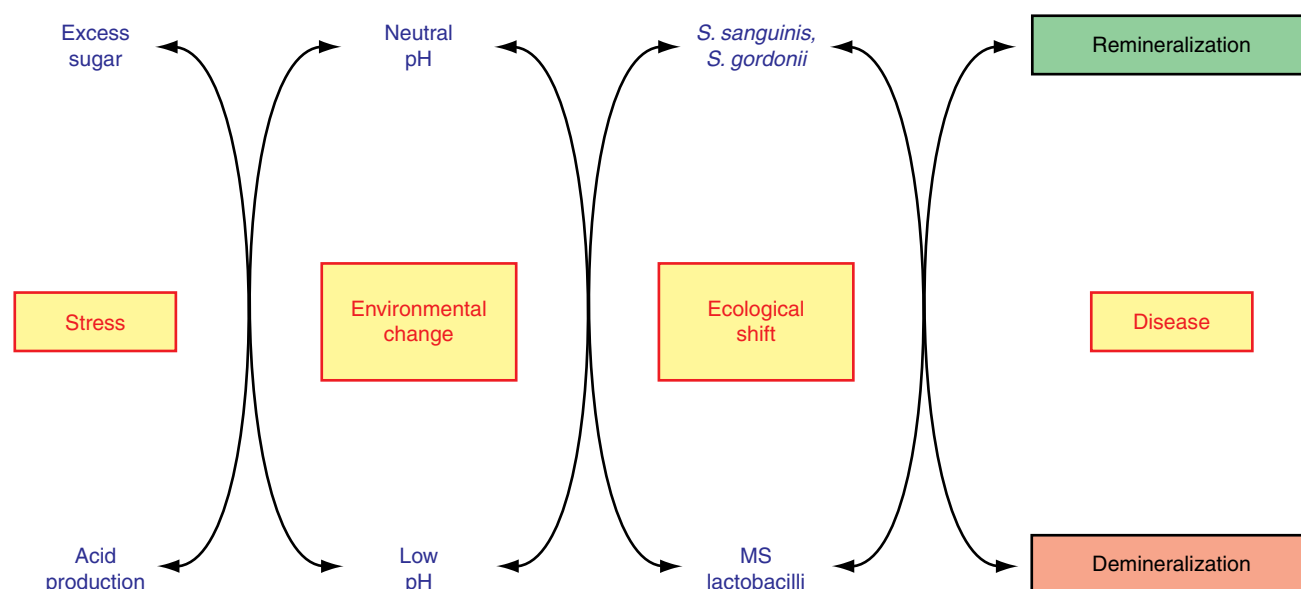 Excess
sugar
Neutral
pH
S. sanguinis,
S. gordonii
Remineralization
Stress
Environmental
change
Ecological
shift
Disease
Acid
production
Low
pH
MS
lactobacilli
Demineralization